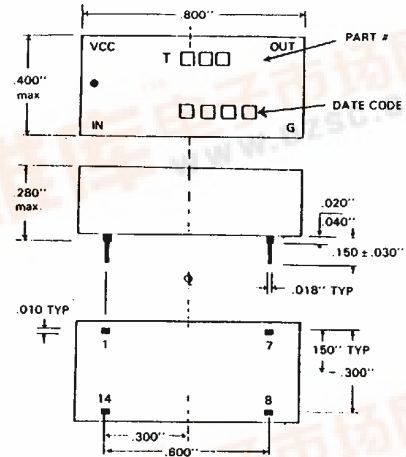 .800''
PART #
VCC
OUT
T
.400''
max
DATE CODE
IN
G
.280''
max.
.020''
.040''
.150 ± .030''
.018'' TYP
.010 TYP
1
7
150'' TYP
.300''
14
8
.300''
.600''